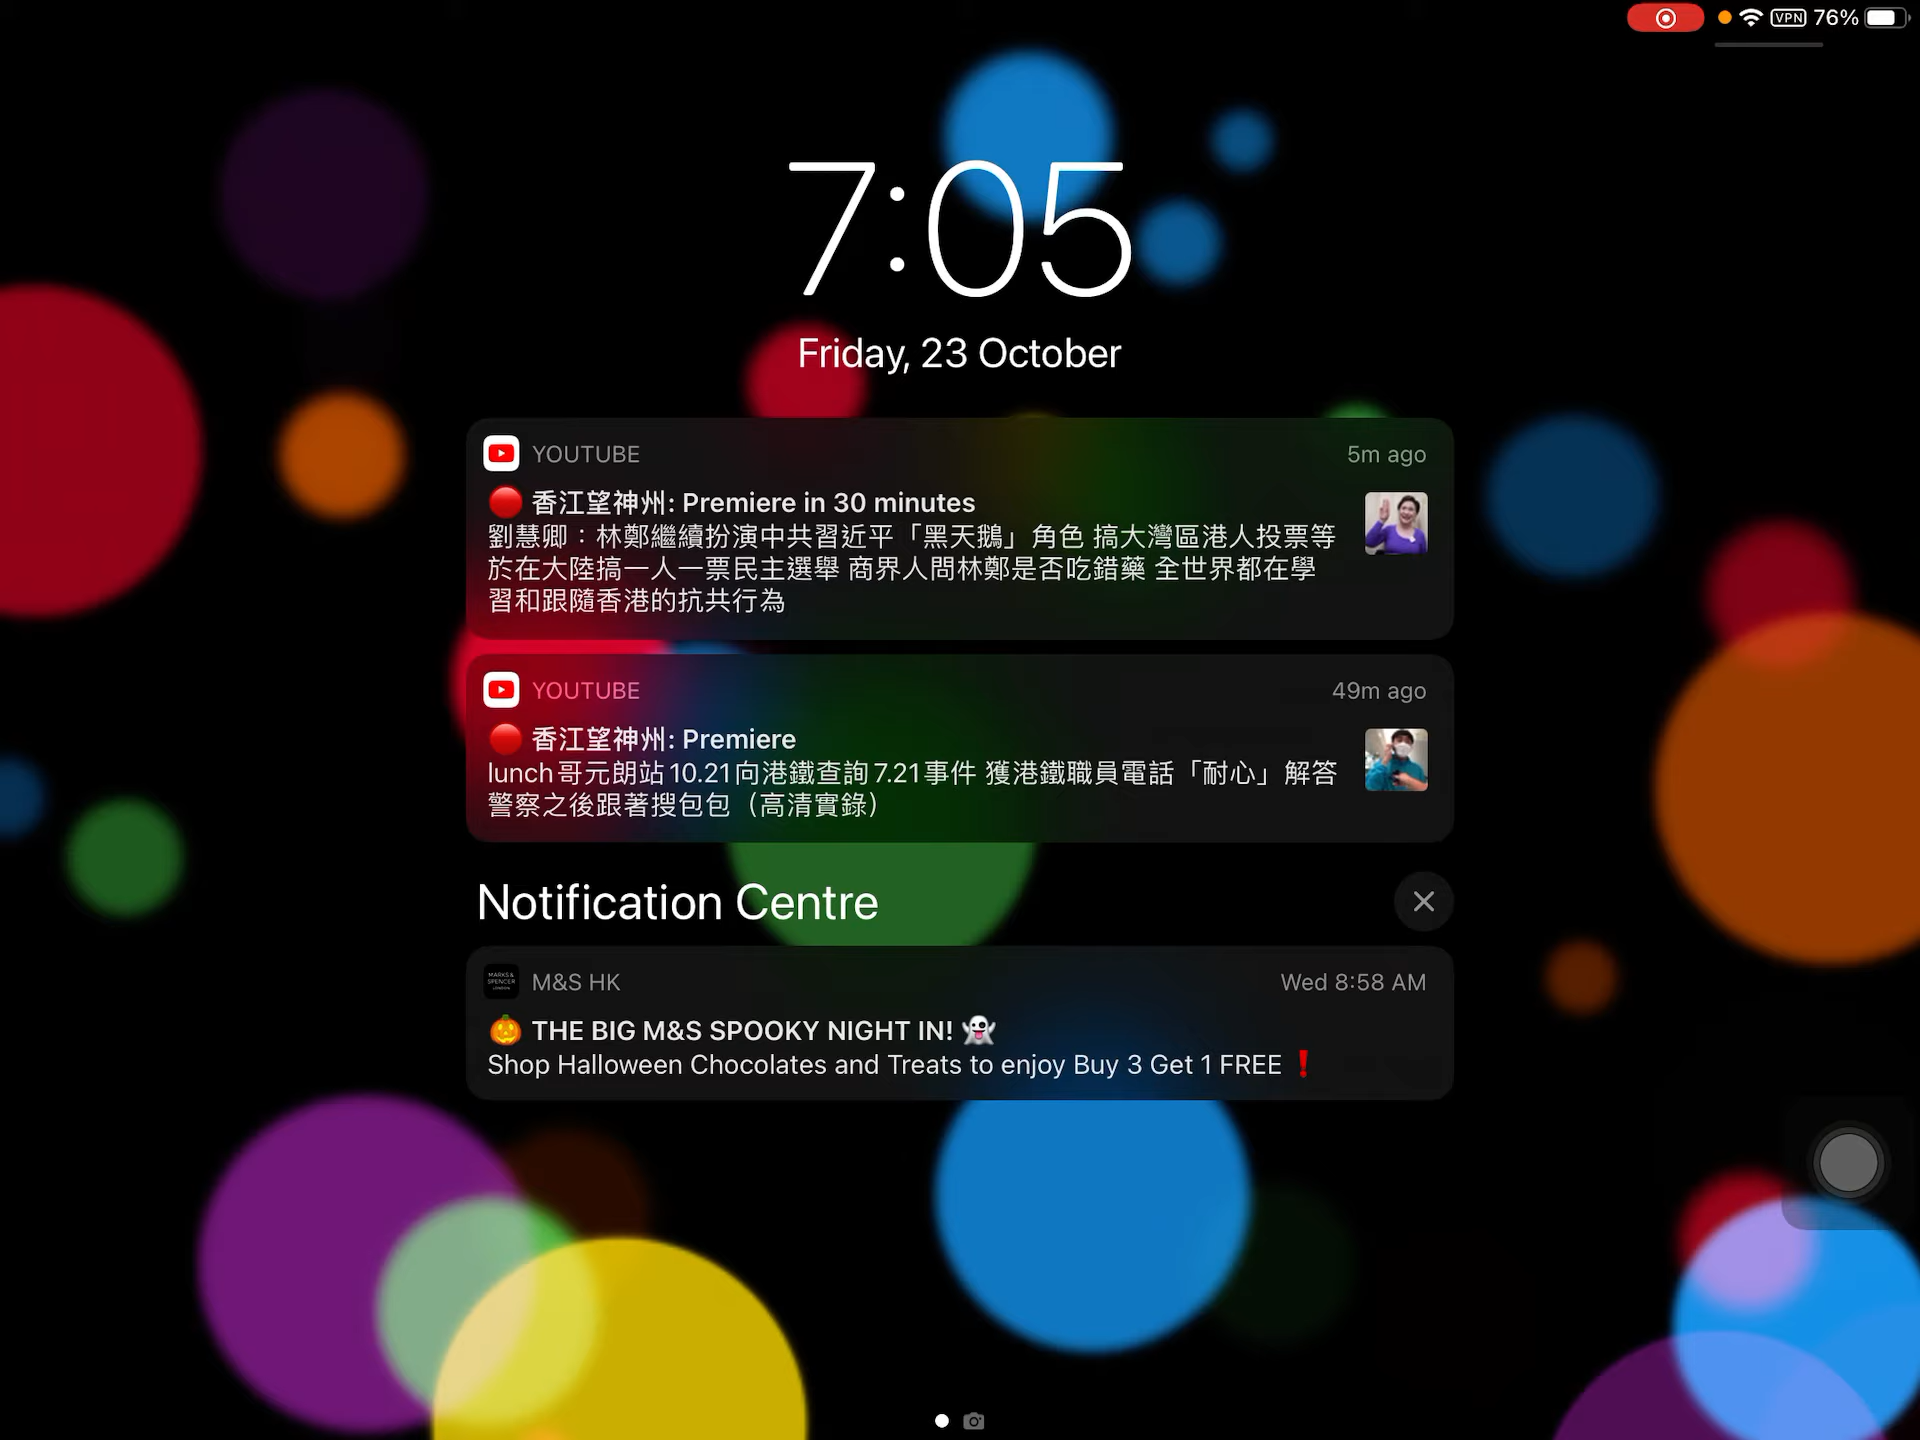 VPN 76%
7:05
Friday, 23 October
YOUTUBE 5m ago
🔴 香江望神州: Premiere in 30 minutes
劉慧卿：林鄭繼續扮演中共習近平「黑天鵝」角色 搞大灣區港人投票等
於在大陸搞一人一票民主選舉 商界人問林鄭是否吃錯藥 全世界都在學
習和跟隨香港的抗共行為
YOUTUBE 49m ago
🔴 香江望神州: Premiere
lunch哥元朗站10.21向港鐵查詢7.21事件 獲港鐵職員電話「耐心」解答
警察之後跟著搜包包（高清實錄）
Notification Centre
MARKS &
SPENCER
LONDON
M&S HK Wed 8:58 AM
🎃 THE BIG M&S SPOOKY NIGHT IN! 👻
Shop Halloween Chocolates and Treats to enjoy Buy 3 Get 1 FREE ❗